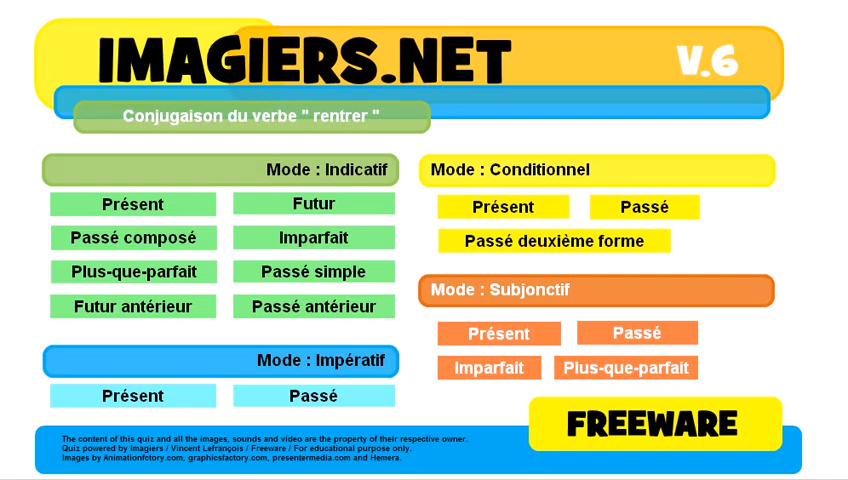 IMAGIERS.NET
V.6
Conjugaison du verbe " rentrer "
Mode : Indicatif
Présent
Futur
Passé composé
Imparfait
Plus-que-parfait
Passé simple
Futur antérieur
Passé antérieur
Mode : Impératif
Présent
Passé
Mode : Conditionnel
Présent
Passé
Passé deuxième forme
Mode : Subjonctif
Présent
Passé
Imparfait
Plus-que-parfait
FREEWARE
The content of this quiz and all the images, sounds and video are the property of their respective owner.
Quiz powered by Imagiers / Vincent Lefrançois / Freeware / For educational purpose only.
Images by Animationfctory.com, graphicsfactory.com, presentermedia.com and Hemera.